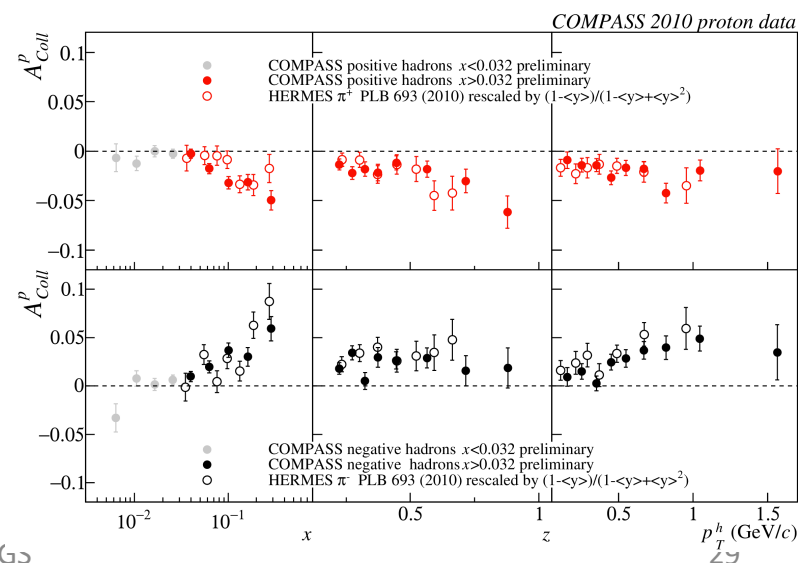 COMPASS 2010 proton data
A^p_Coll
0.1
0.05
0
−0.05
−0.1
COMPASS positive hadrons x<0.032 preliminary
COMPASS positive hadrons x>0.032 preliminary
HERMES π⁺ PLB 693 (2010) rescaled by (1-<y>)/(1-<y>+<y>²)
A^p_Coll
0.1
0.05
0
−0.05
−0.1
COMPASS negative hadrons x<0.032 preliminary
COMPASS negative hadrons x>0.032 preliminary
HERMES π⁻ PLB 693 (2010) rescaled by (1-<y>)/(1-<y>+<y>²)
10⁻² 10⁻¹ 0.5 1 0.5 1 1.5
x z p_T^h (GeV/c)
GS 29